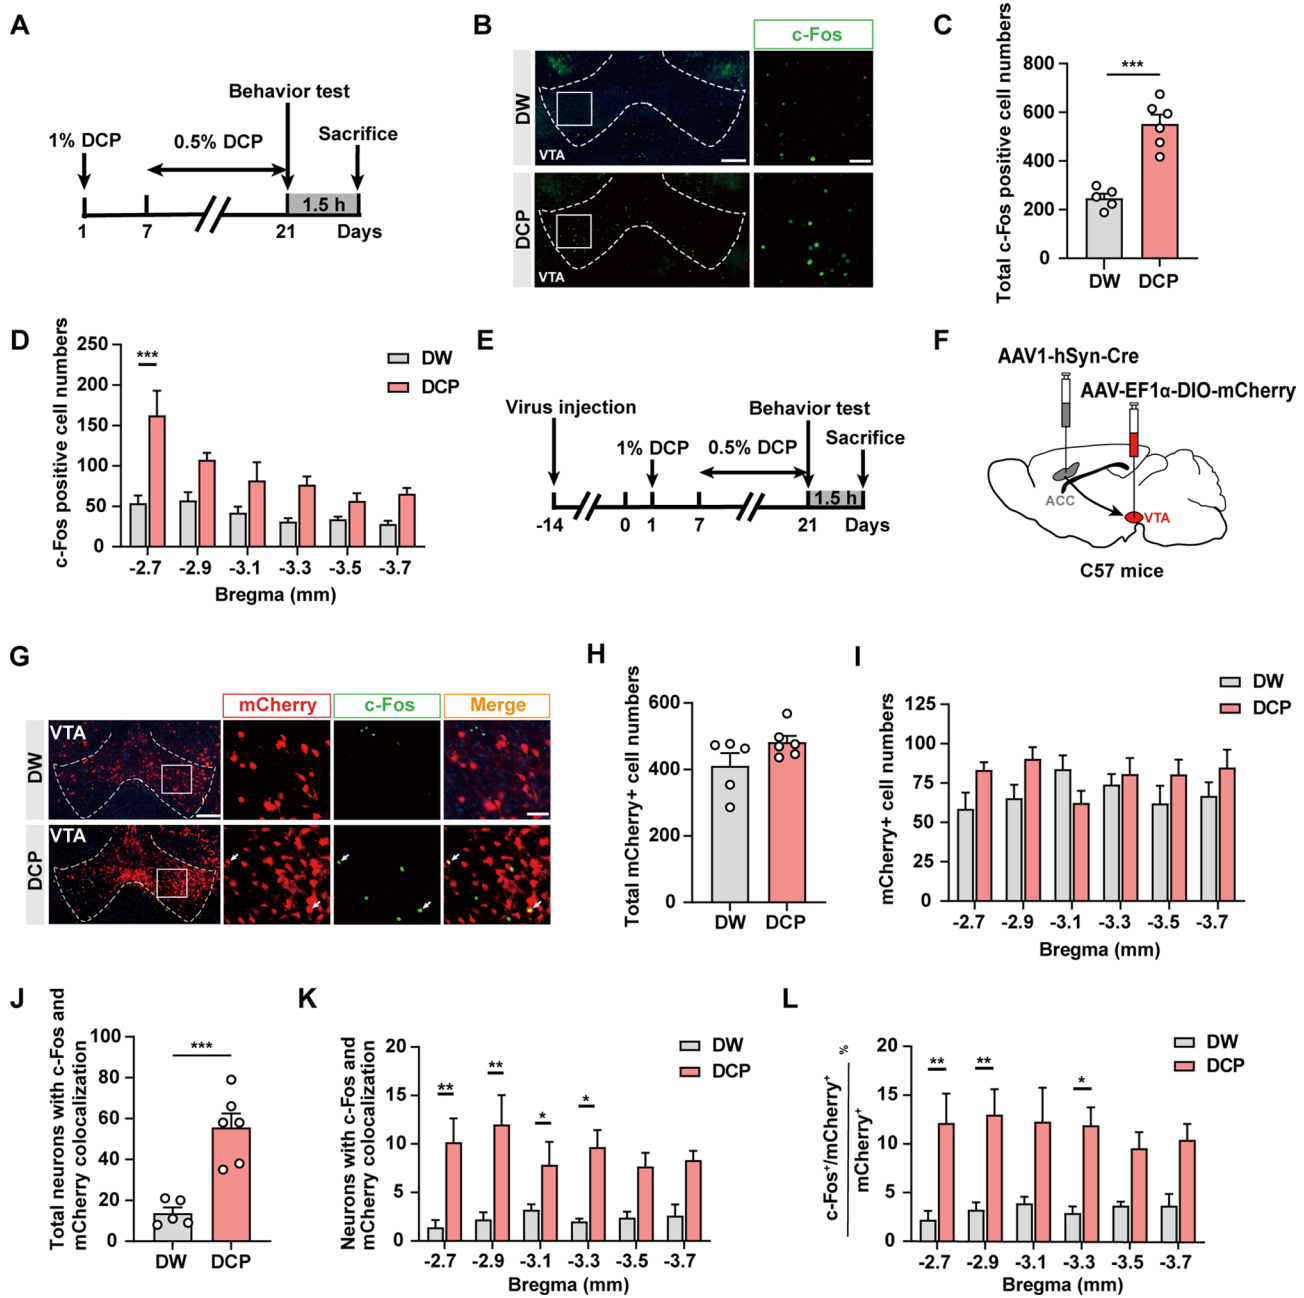 A
Behavior test
Sacrifice
1% DCP
0.5% DCP
1.5 h
1
7
21
Days
B
c-Fos
DW
VTA
DCP
VTA
C
Total c-Fos positive cell numbers
800
600
400
200
0
***
DW
DCP
D
c-Fos positive cell numbers
250
200
150
100
50
0
***
DW
DCP
-2.7
-2.9
-3.1
-3.3
-3.5
-3.7
Bregma (mm)
E
Virus injection
Behavior test
1% DCP
0.5% DCP
Sacrifice
1.5 h
-14
0
1
7
21
Days
F
AAV1-hSyn-Cre
AAV-EF1α-DIO-mCherry
ACC
VTA
C57 mice
G
mCherry
c-Fos
Merge
DW
VTA
DCP
VTA
H
Total mCherry+ cell numbers
600
400
200
0
DW
DCP
I
mCherry+ cell numbers
125
100
75
50
25
0
DW
DCP
-2.7
-2.9
-3.1
-3.3
-3.5
-3.7
Bregma (mm)
J
Total neurons with c-Fos and
mCherry colocalization
100
80
60
40
20
0
***
DW
DCP
K
Neurons with c-Fos and
mCherry colocalization
20
15
10
5
0
**
**
*
*
DW
DCP
-2.7
-2.9
-3.1
-3.3
-3.5
-3.7
Bregma (mm)
L
c-Fos⁺/mCherry⁺
mCherry⁺
%
20
15
10
5
0
**
**
*
DW
DCP
-2.7
-2.9
-3.1
-3.3
-3.5
-3.7
Bregma (mm)